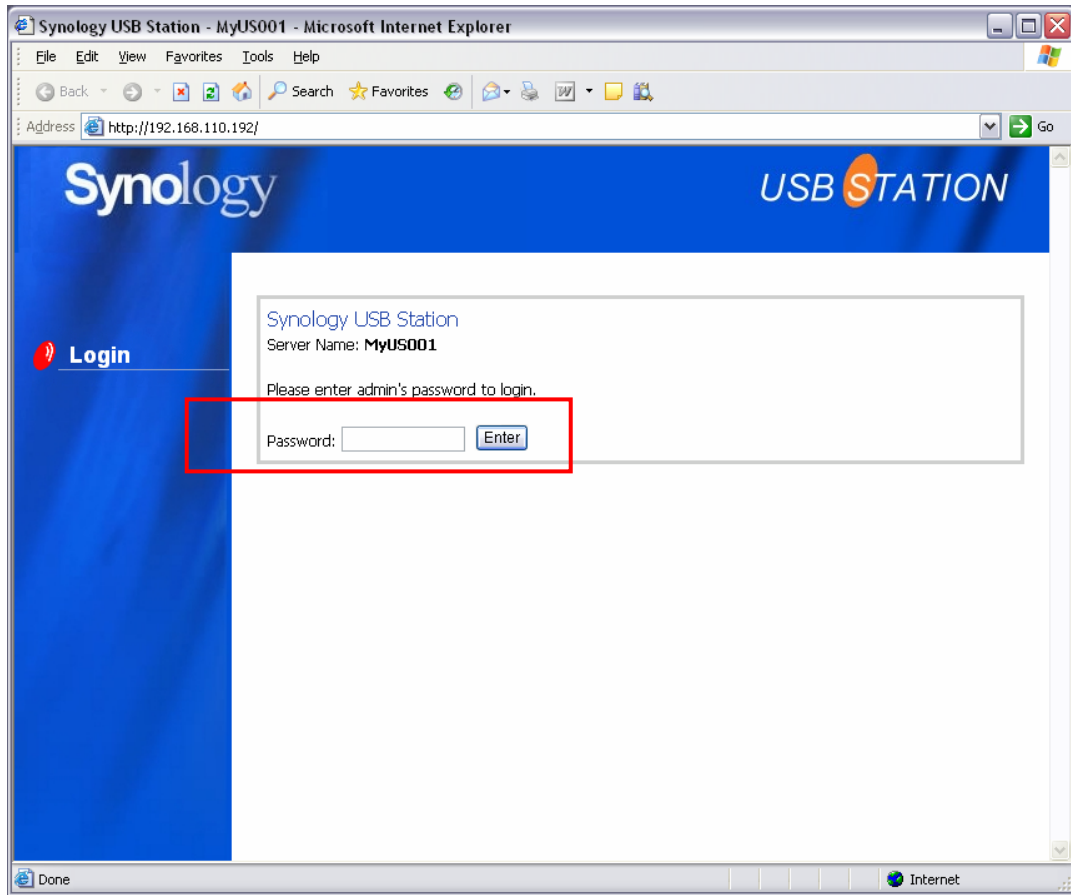 Synology USB Station - MyUS001 - Microsoft Internet Explorer
File Edit View Favorites Tools Help
Back Search Favorites
Address http://192.168.110.192/ Go
Synology USB STATION
Synology USB Station
Server Name: MyUS001
Login
Please enter admin's password to login.
Password: Enter
Done Internet